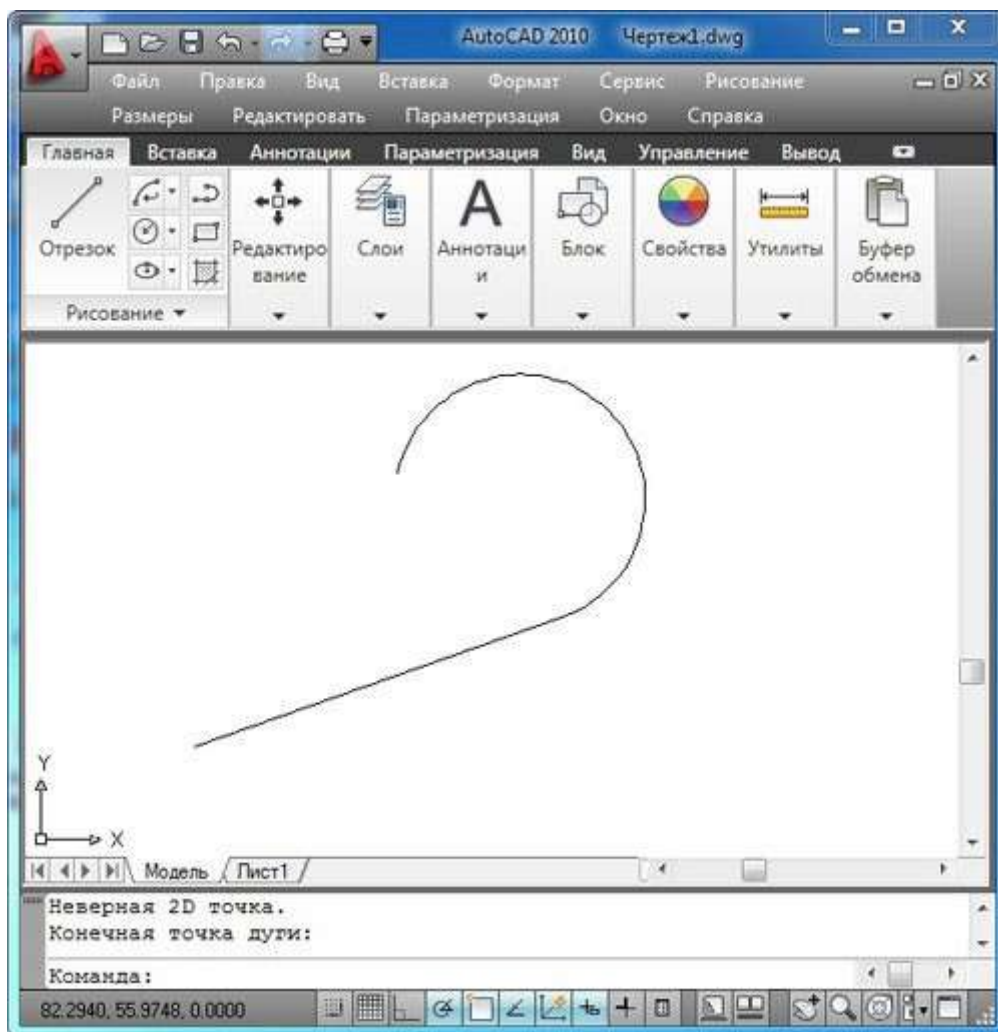 AutoCAD 2010 Чертеж1.dwg
Файл Правка Вид Вставка Формат Сервис Рисование
Размеры Редактировать Параметризация Окно Справка
Главная Вставка Аннотации Параметризация Вид Управление Вывод
Отрезок
Редактиро
вание
Слои
A
Аннотаци
и
Блок
Свойства
Утилиты
Буфер
обмена
Рисование
Y
X
Модель Лист1
Неверная 2D точка.
Конечная точка дуги:
Команда:
82.2940, 55.9748, 0.0000